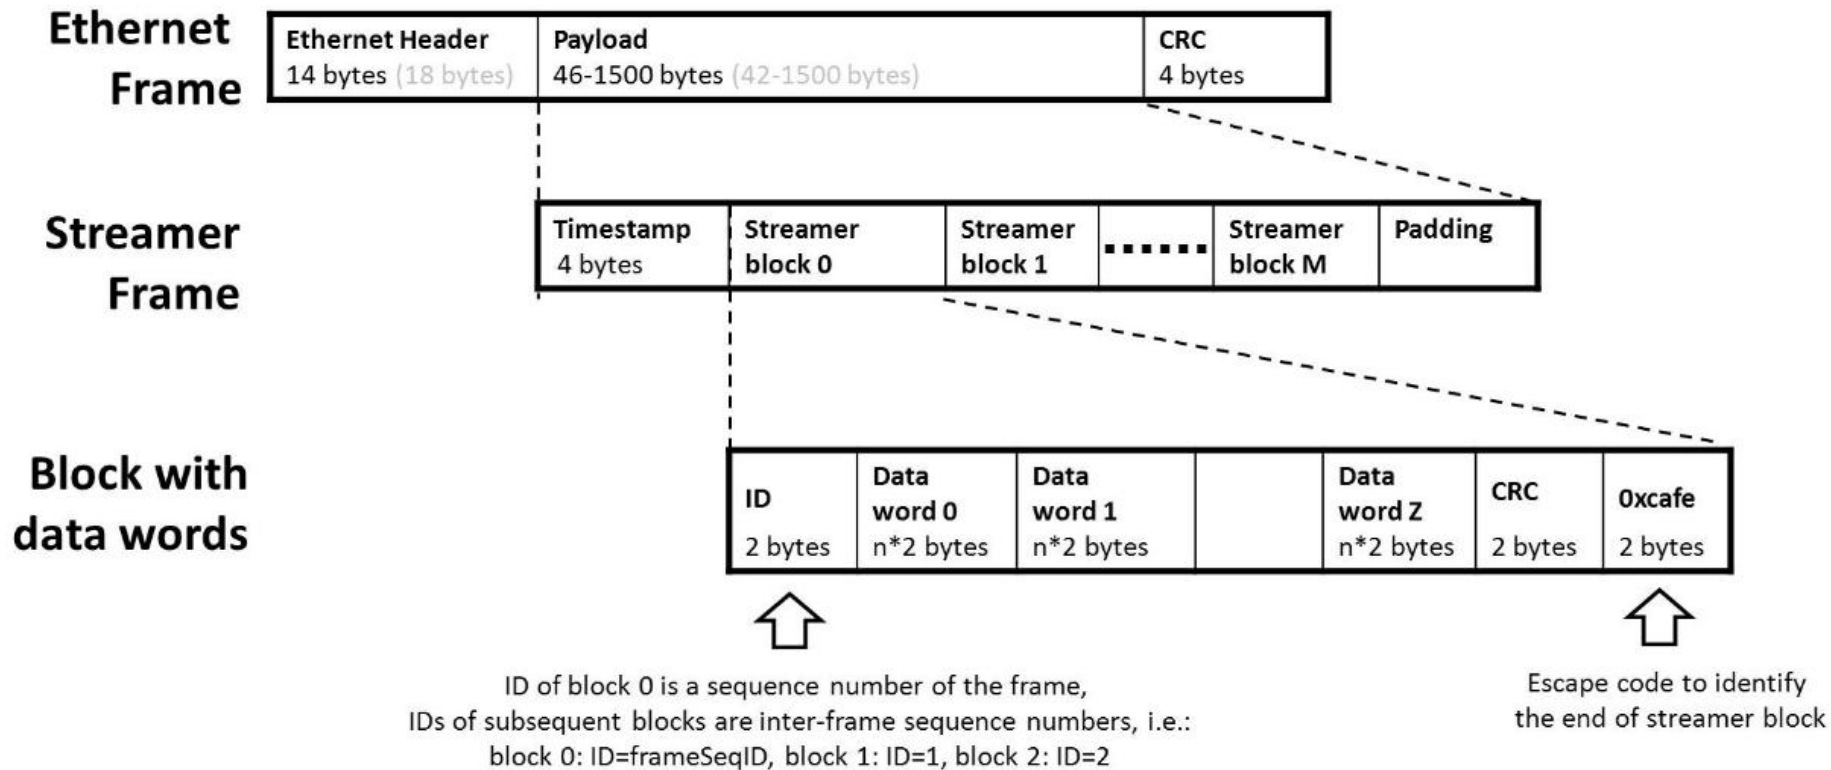 Ethernet
Frame
Ethernet Header
14 bytes (18 bytes)
Payload
46-1500 bytes (42-1500 bytes)
CRC
4 bytes
Streamer
Frame
Timestamp
4 bytes
Streamer
block 0
Streamer
block 1
Streamer
block M
Padding
Block with
data words
ID
2 bytes
Data
word 0
n*2 bytes
Data
word 1
n*2 bytes
Data
word Z
n*2 bytes
CRC
2 bytes
0xcafe
2 bytes
ID of block 0 is a sequence number of the frame,
IDs of subsequent blocks are inter-frame sequence numbers, i.e.:
block 0: ID=frameSeqID, block 1: ID=1, block 2: ID=2
Escape code to identify
the end of streamer block